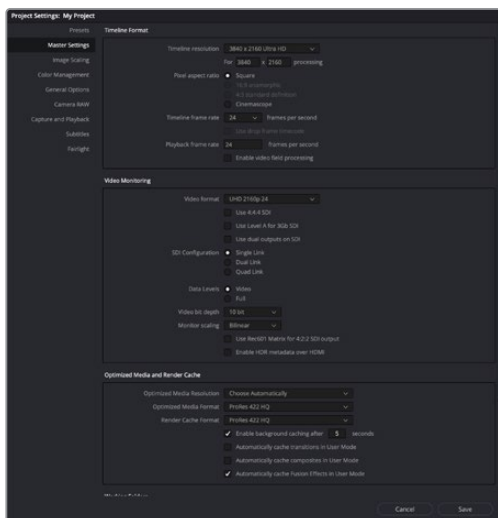 Project Settings: My Project
Presets
Master Settings
Image Scaling
Color Management
General Options
Camera RAW
Capture and Playback
Subtitles
Fairlight
Timeline Format
Timeline resolution 3840 x 2160 Ultra HD
For 3840 x 2160 processing
Pixel aspect ratio Square
16:9 anamorphic
4:3 standard definition
Cinemascope
Timeline frame rate 24 frames per second
Use drop frame timecode
Playback frame rate 24 frames per second
Enable video field processing
Video Monitoring
Video format UHD 2160p 24
Use 4:4:4 SDI
Use Level A for 3Gb SDI
Use dual outputs on SDI
SDI Configuration Single Link
Dual Link
Quad Link
Data Levels Video
Full
Video bit depth 10 bit
Monitor scaling Bilinear
Use Rec601 Matrix for 4:2:2 SDI output
Enable HDR metadata over HDMI
Optimized Media and Render Cache
Optimized Media Resolution Choose Automatically
Optimized Media Format ProRes 422 HQ
Render Cache Format ProRes 422 HQ
Enable background caching after 5 seconds
Automatically cache transitions in User Mode
Automatically cache composites in User Mode
Automatically cache Fusion Effects in User Mode
Cancel
Save